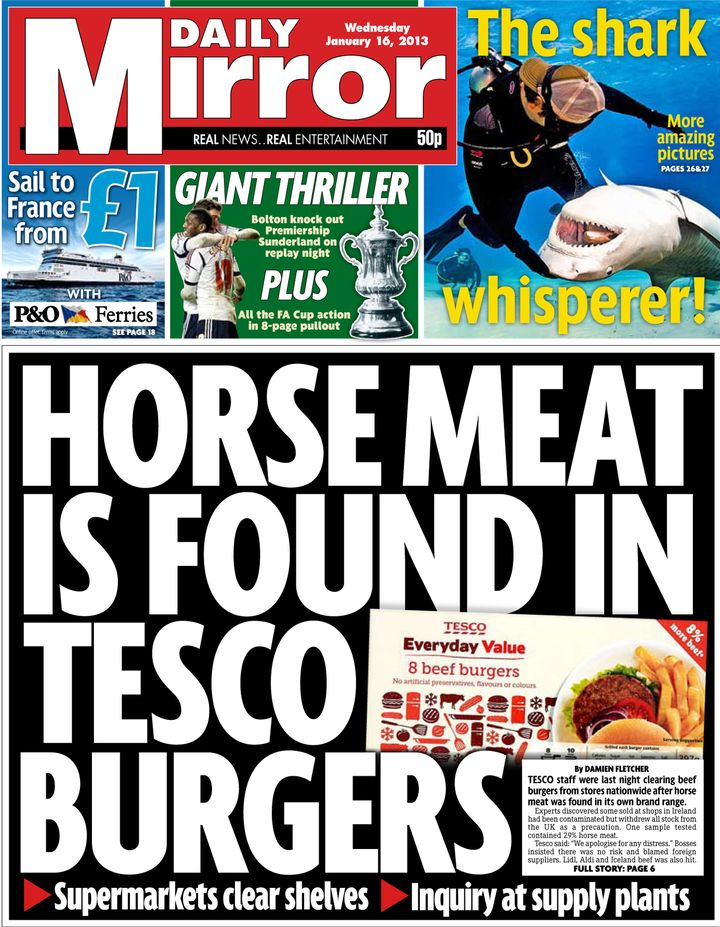 DAILY
Mirror
Wednesday
January 16, 2013
REAL NEWS..REAL ENTERTAINMENT
50p
The shark
More
amazing
pictures
PAGES 26&27
whisperer!
Sail to
France
from
£1
P&O
WITH
P&O Ferries
Online offer. Terms apply
SEE PAGE 18
GIANT THRILLER
Bolton knock out
Premiership
Sunderland on
replay night
PLUS
All the FA Cup action
in 8-page pullout
HORSE MEAT
IS FOUND IN
TESCO
BURGERS
TESCO
Everyday Value
8 beef burgers
No artificial preservatives, flavours or colours
8%
more beef*
Serving suggestion
Grilled each burger contains
By DAMIEN FLETCHER
TESCO staff were last night clearing beef
burgers from stores nationwide after horse
meat was found in its own brand range.
Experts discovered some sold at shops in Ireland
had been contaminated but withdrew all stock from
the UK as a precaution. One sample tested
contained 29% horse meat.
Tesco said: “We apologise for any distress.” Bosses
insisted there was no risk and blamed foreign
suppliers. Lidl, Aldi and Iceland beef was also hit.
FULL STORY: PAGE 6
Supermarkets clear shelves
Inquiry at supply plants